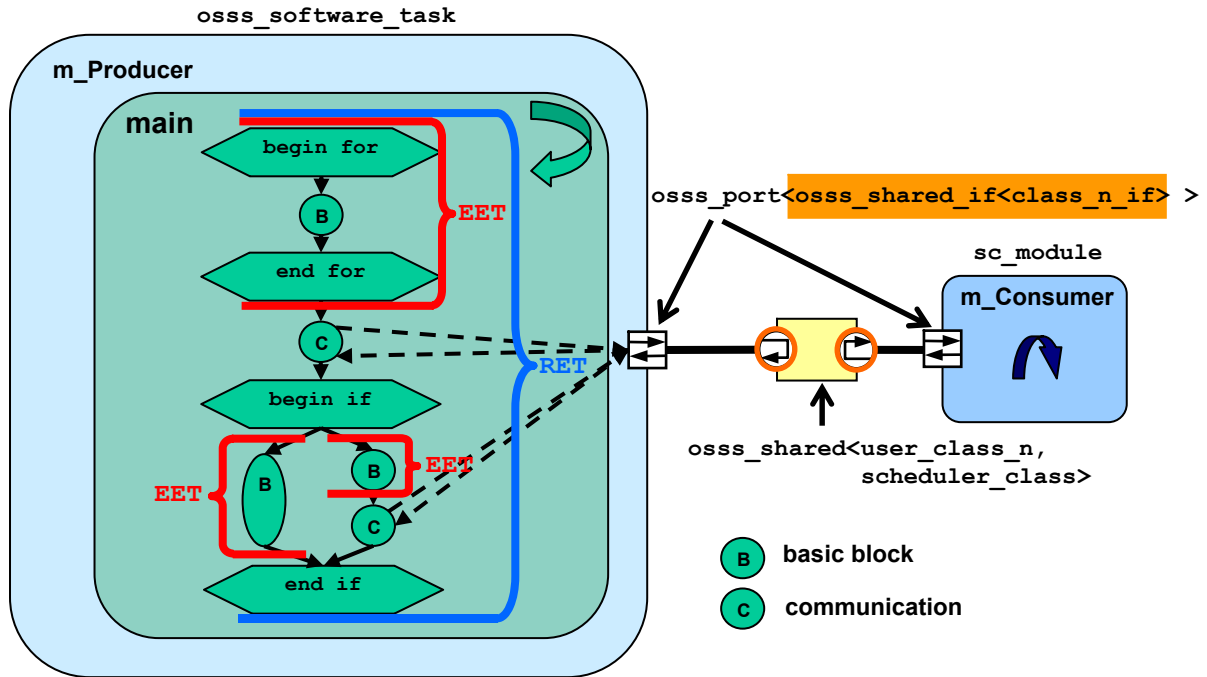 osss_software_task
m_Producer
main
begin for
B
EET
end for
C
RET
begin if
B
EET
B
EET
C
end if
osss_port<osss_shared_if<class_n_if> >
sc_module
m_Consumer
osss_shared<user_class_n,
scheduler_class>
B basic block
C communication